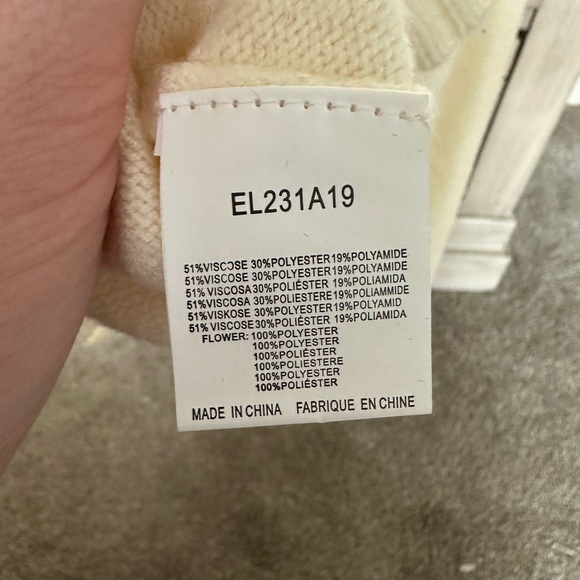 EL231A19
51%VISCOSE 30%POLYESTER 19%POLYAMIDE
51%VISCOSE 30%POLYESTER 19%POLYAMIDE
51%VISCOSA 30%POLIÉSTER 19%POLIAMIDA
51%VISCOSA 30%POLIESTERE 19%POLIAMMIDE
51%VISKOSE 30%POLYESTER 19%POLYAMID
51% VISCOSE 30%POLIÉSTER 19%POLIAMIDA
FLOWER: 100%POLYESTER
100%POLYESTER
100%POLIÉSTER
100%POLIESTERE
100%POLYESTER
100%POLIÉSTER
MADE IN CHINA FABRIQUE EN CHINE